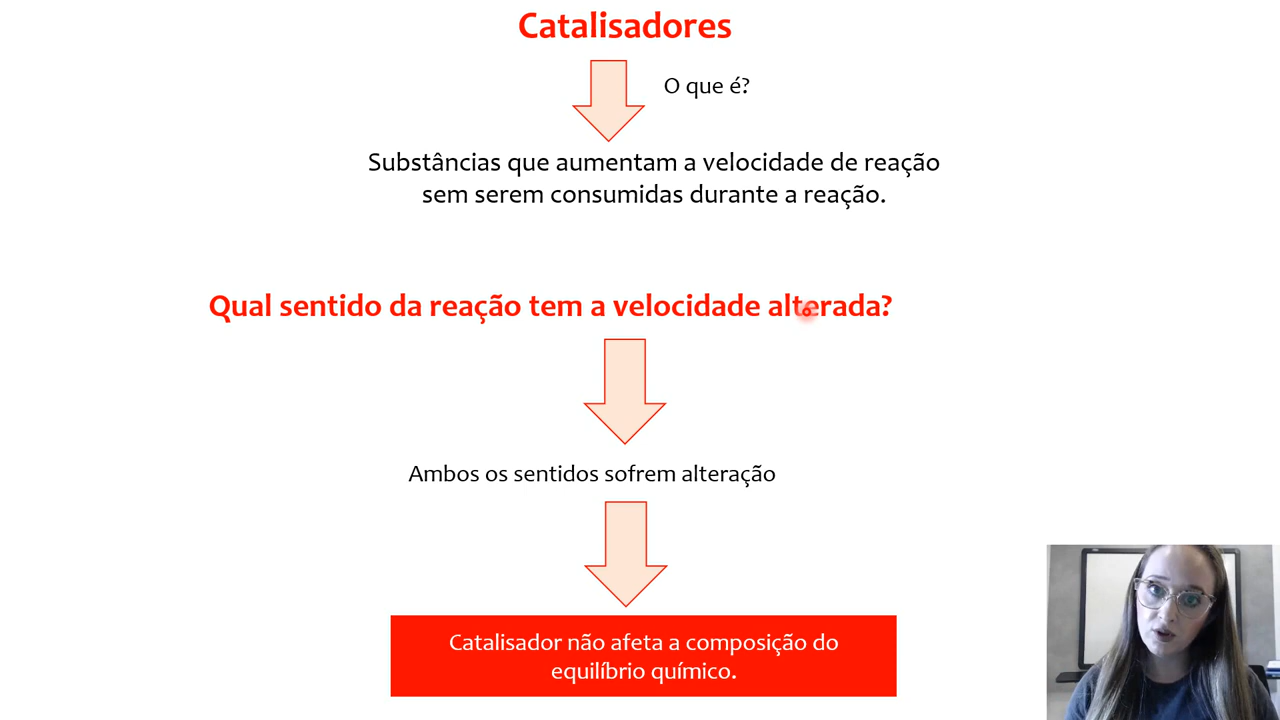 Catalisadores
O que é?
Substâncias que aumentam a velocidade de reação
sem serem consumidas durante a reação.
Qual sentido da reação tem a velocidade alterada?
Ambos os sentidos sofrem alteração
Catalisador não afeta a composição do
equilíbrio químico.